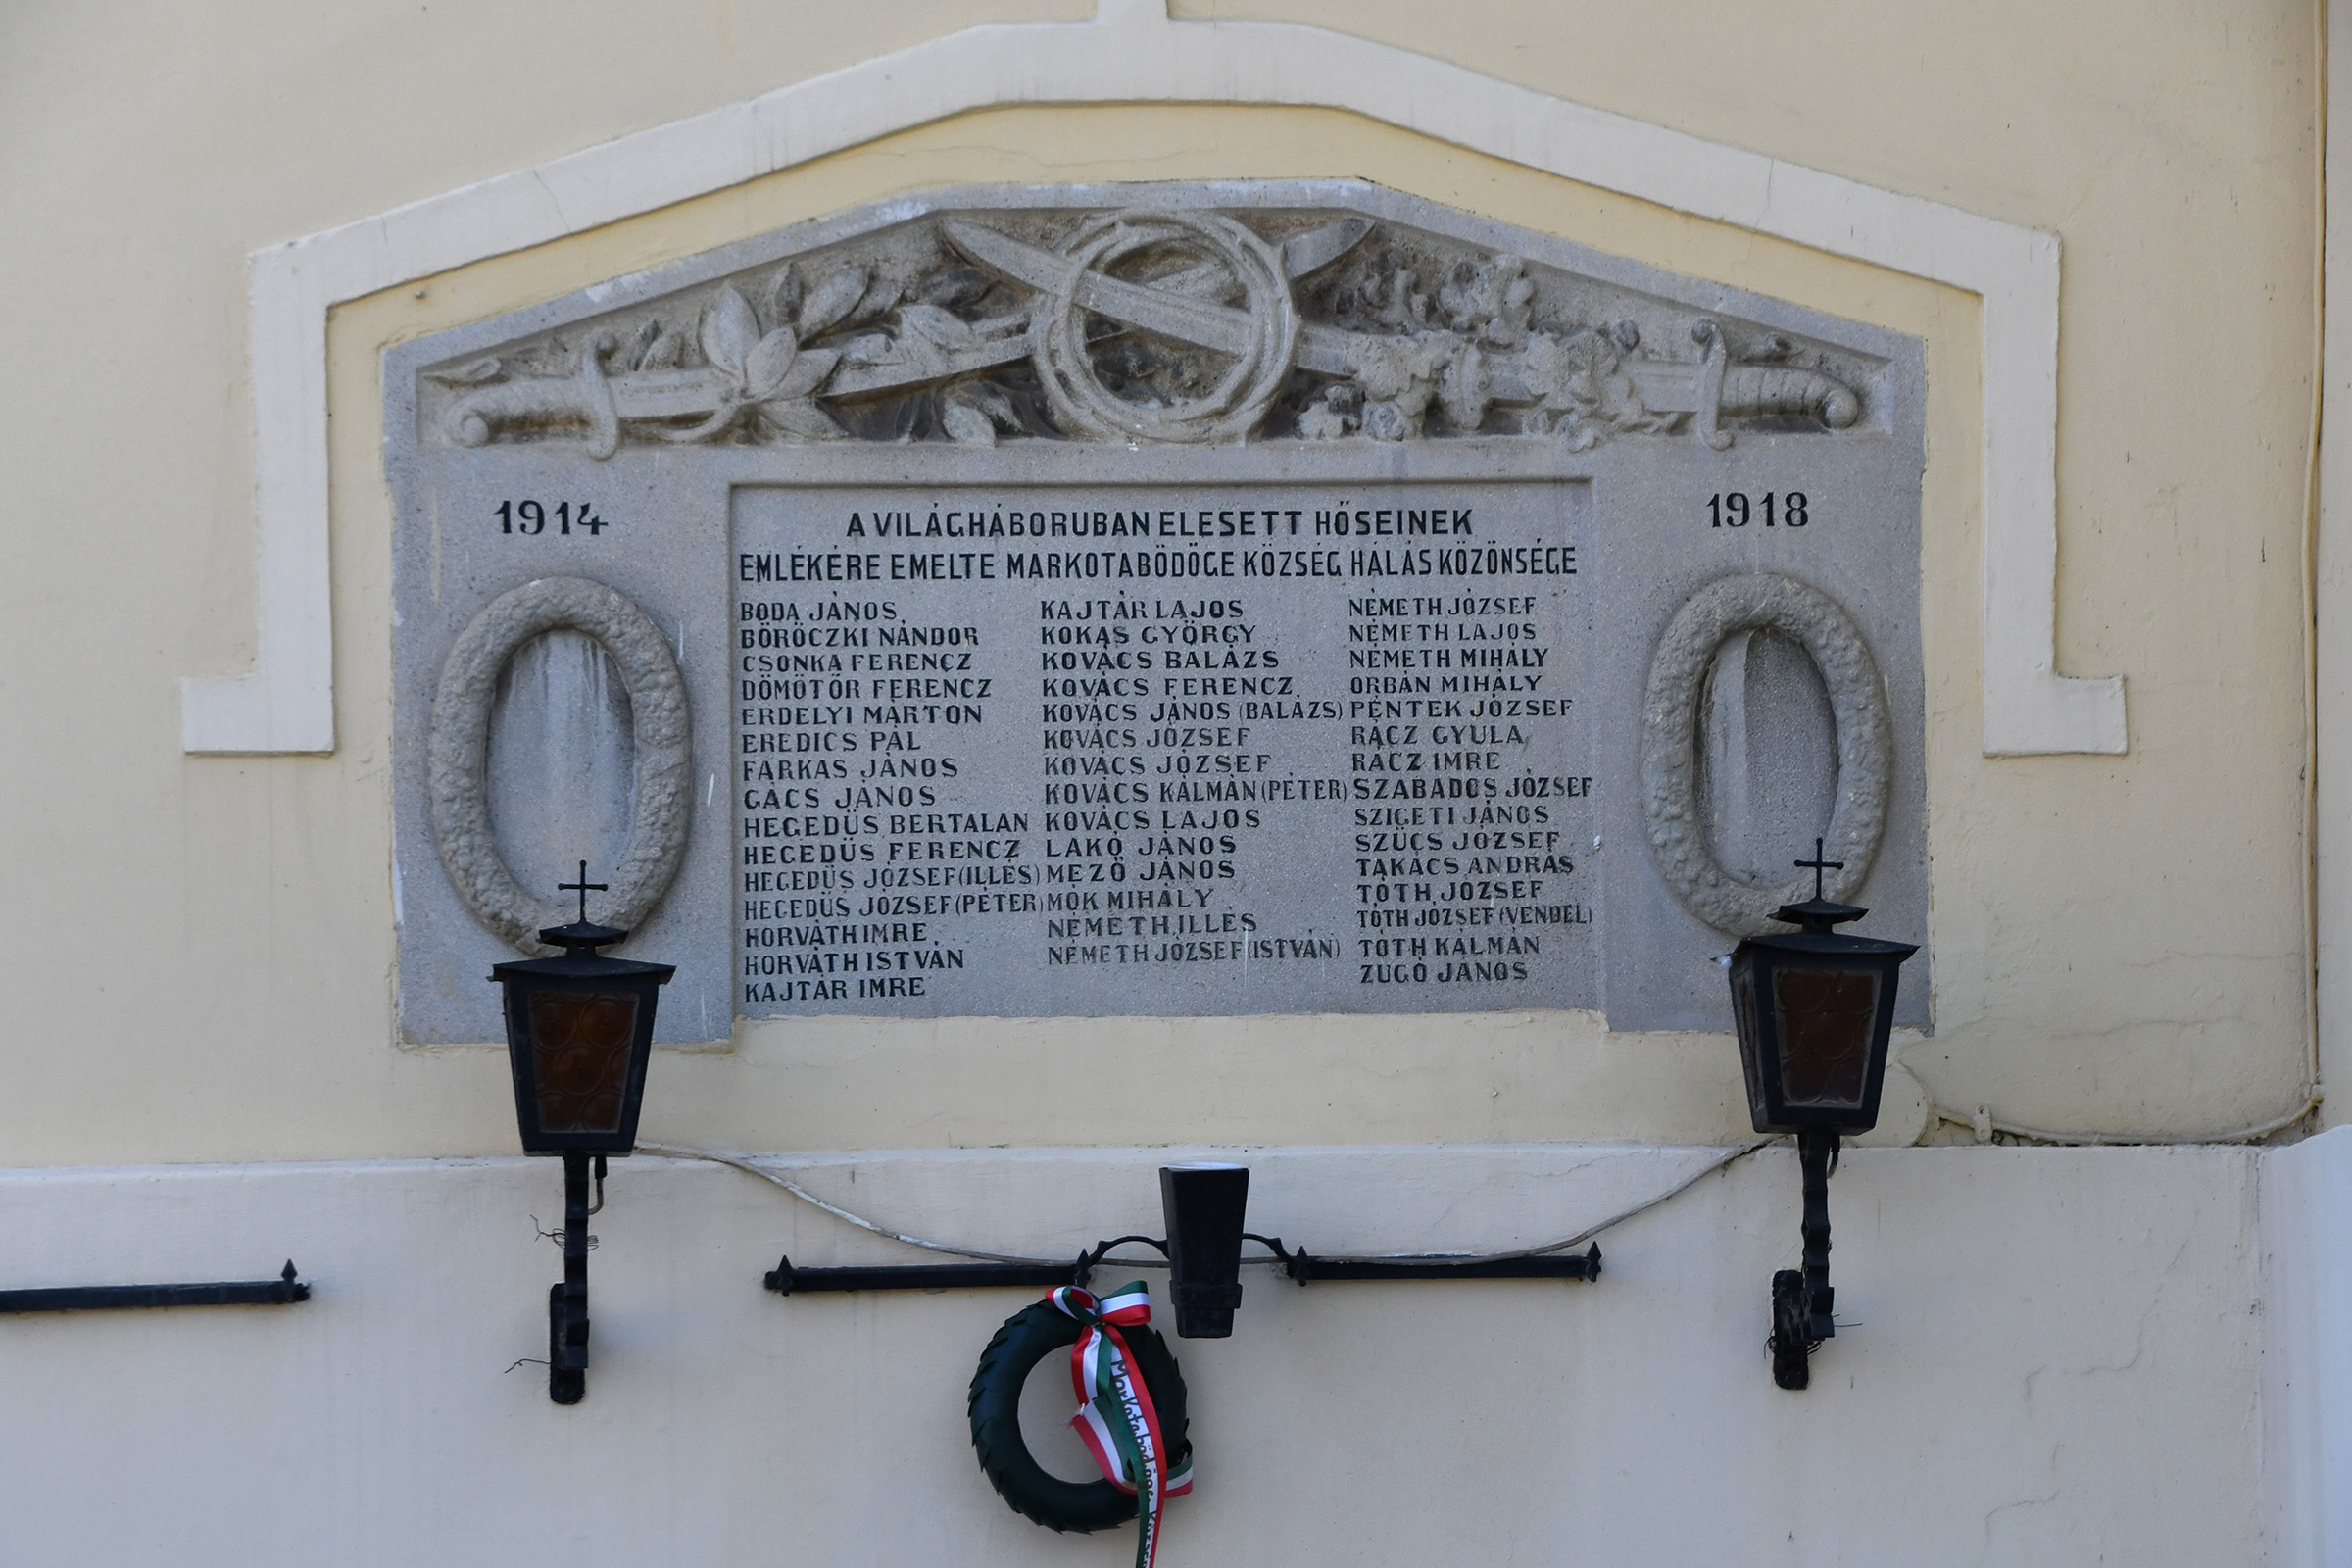 1914
1918
A VILÁGHÁBORUBAN ELESETT HŐSEINEK
EMLÉKÉRE EMELTE MARKOTABÖDÖGE KÖZSÉG HÁLÁS KÖZÖNSÉGE
BODA JÁNOS
BÖRÖCZKI NÁNDOR
CSONKA FERENCZ
DÖMÖTÖR FERENCZ
ERDÉLYI MÁRTON
EREDICS PÁL
FARKAS JÁNOS
GÁCS JÁNOS
HEGEDÜS BERTALAN
HEGEDÜS FERENCZ
HEGEDÜS JÓZSEF (ILLÉS)
HEGEDÜS JÓZSEF (PÉTER)
HORVÁTH IMRE
HORVÁTH ISTVÁN
KAJTÁR IMRE
KAJTÁR LAJOS
KOKAS GYÖRGY
KOVÁCS BALÁZS
KOVÁCS FERENCZ
KOVÁCS JÁNOS (BALÁZS)
KOVÁCS JÓZSEF
KOVÁCS JÓZSEF
KOVÁCS KÁLMÁN (PÉTER)
KOVÁCS LAJOS
LAKÓ JÁNOS
MEZŐ JÁNOS
MÓK MIHÁLY
NÉMETH ILLÉS
NÉMETH JÓZSEF (ISTVÁN)
NÉMETH JÓZSEF
NÉMETH LAJOS
NÉMETH MIHÁLY
ORBÁN MIHÁLY
PÉNTEK JÓZSEF
RÁCZ GYULA
RÁCZ IMRE
SZABADOS JÓZSEF
SZIGETI JÁNOS
SZÜCS JÓZSEF
TAKÁCS ANDRÁS
TÓTH JÓZSEF
TÓTH JÓZSEF (VENDEL)
TÓTH KÁLMÁN
ZUGÓ JÁNOS